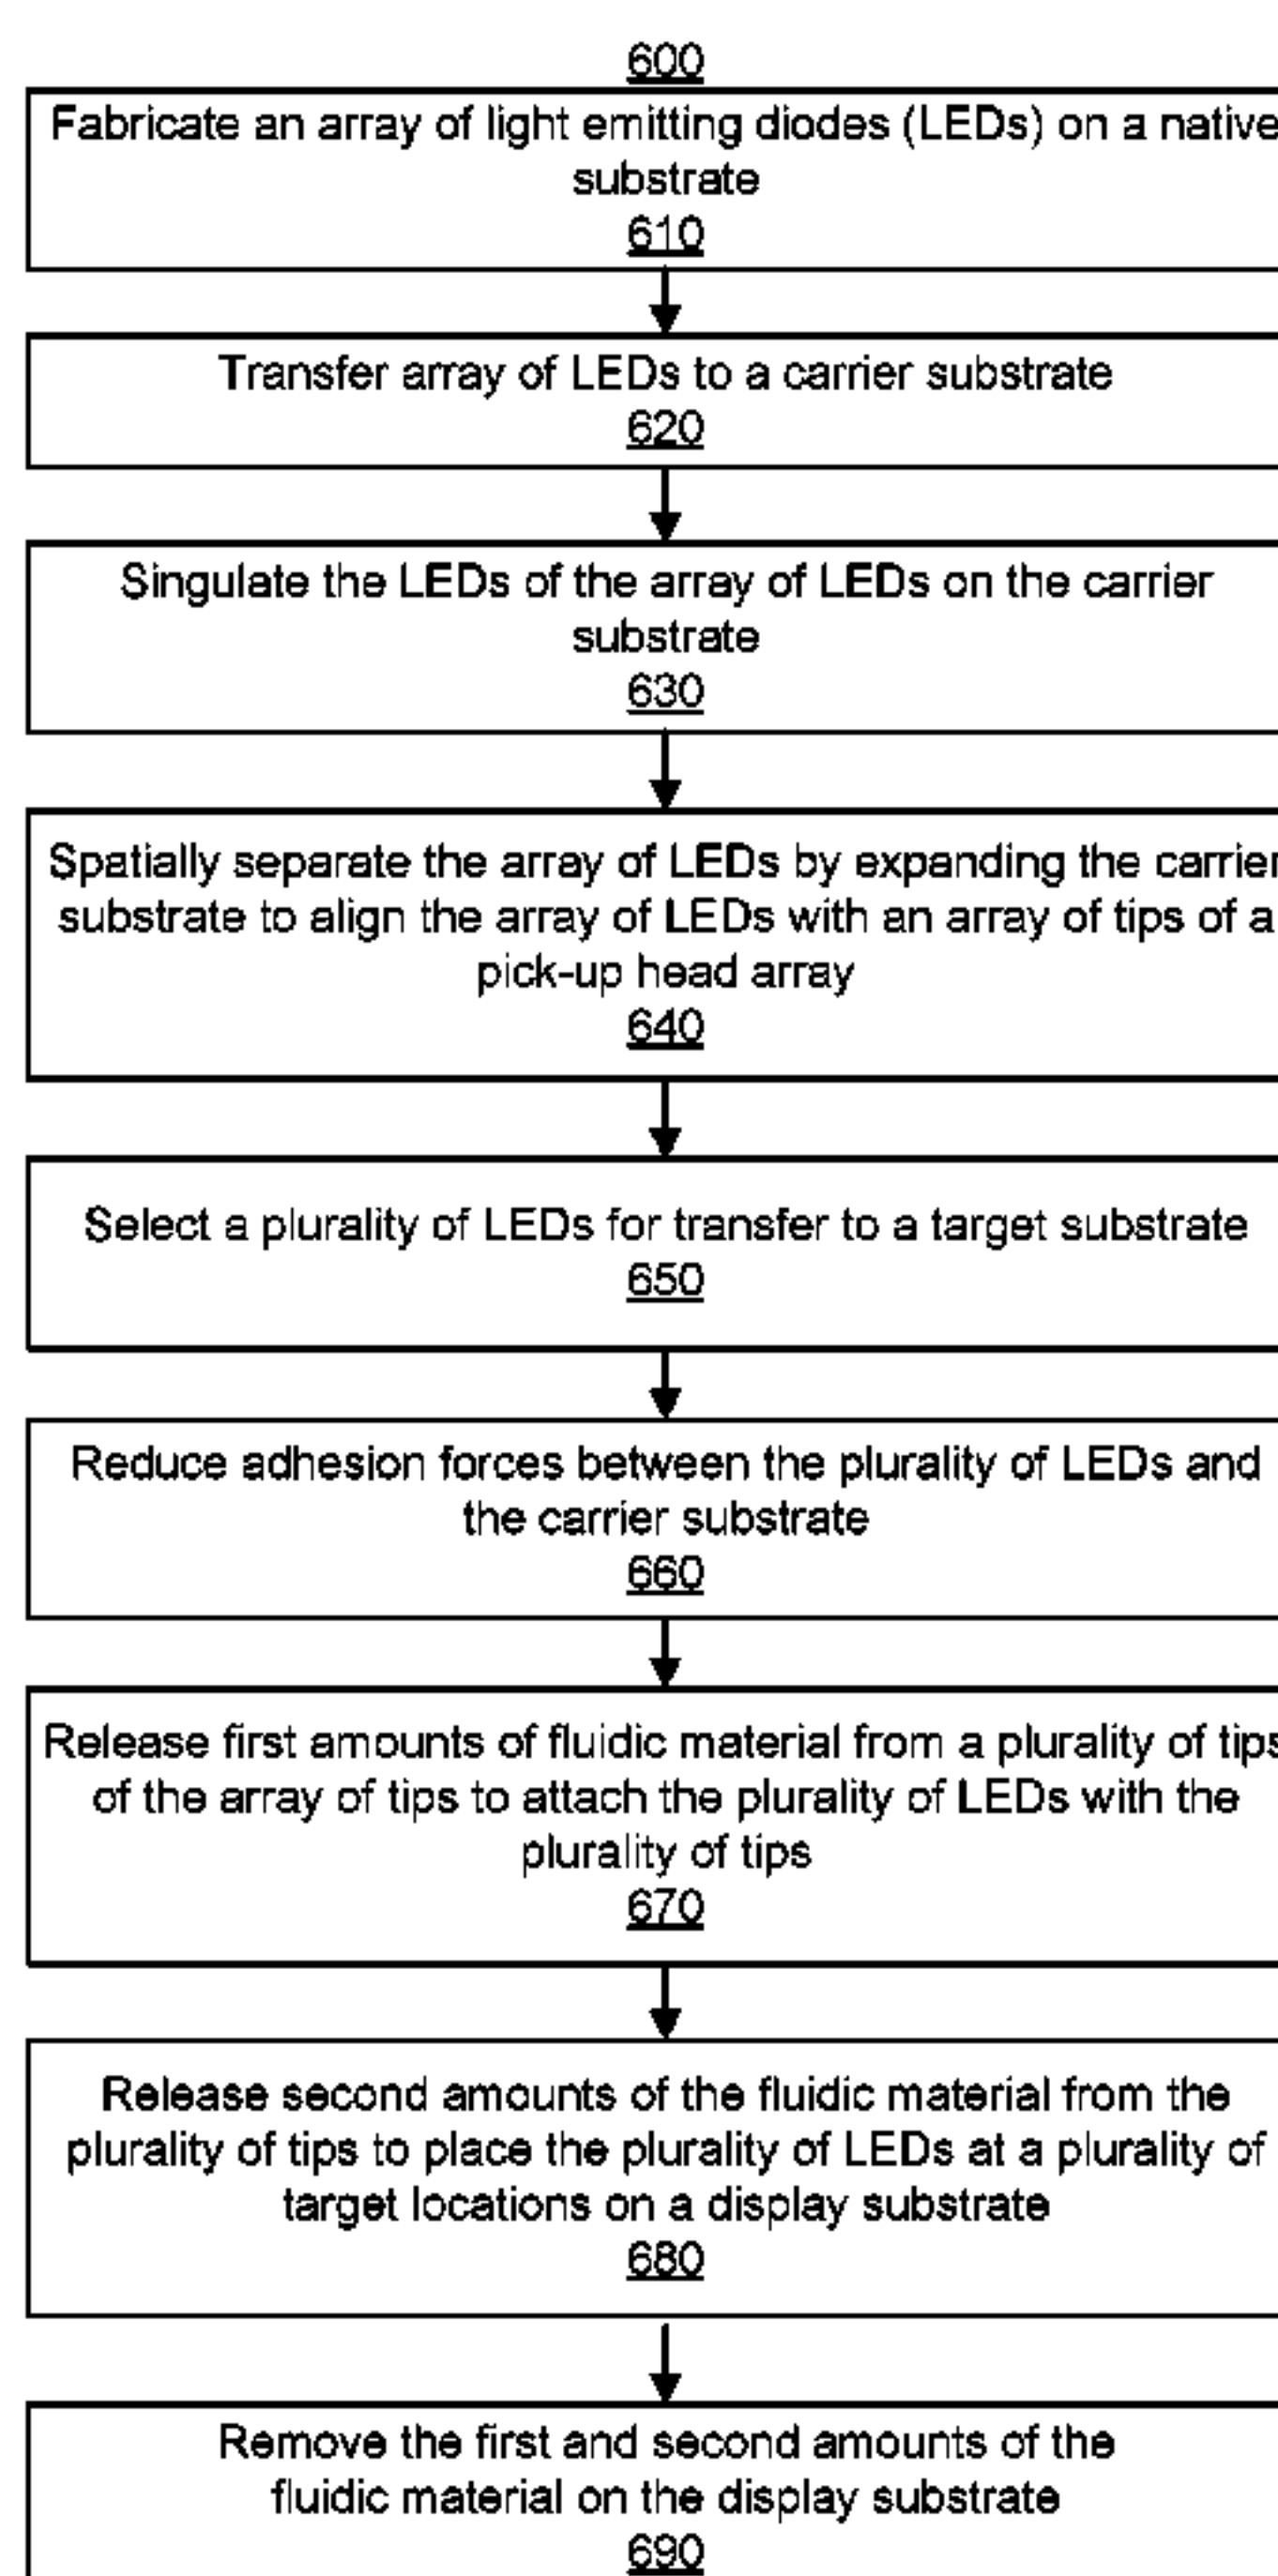 600
Fabricate an array of light emitting diodes (LEDs) on a native
substrate
610
Transfer array of LEDs to a carrier substrate
620
Singulate the LEDs of the array of LEDs on the carrier
substrate
630
Spatially separate the array of LEDs by expanding the carrier
substrate to align the array of LEDs with an array of tips of a
pick-up head array
640
Select a plurality of LEDs for transfer to a target substrate
650
Reduce adhesion forces between the plurality of LEDs and
the carrier substrate
660
Release first amounts of fluidic material from a plurality of tips
of the array of tips to attach the plurality of LEDs with the
plurality of tips
670
Release second amounts of the fluidic material from the
plurality of tips to place the plurality of LEDs at a plurality of
target locations on a display substrate
680
Remove the first and second amounts of the
fluidic material on the display substrate
690